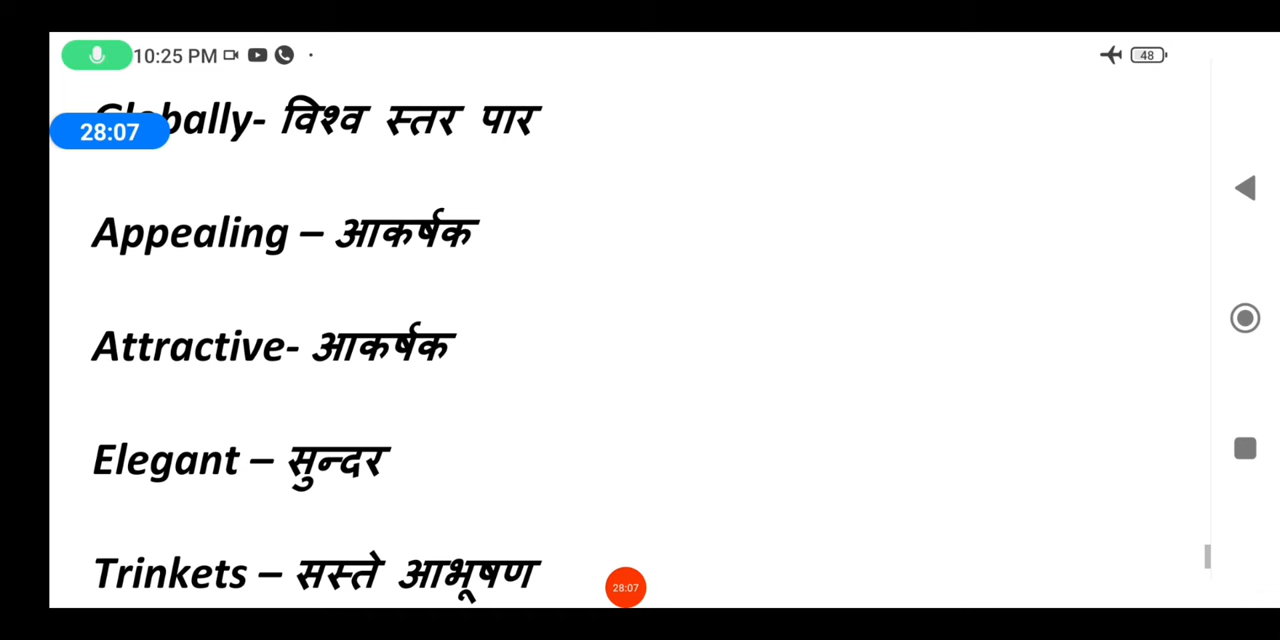 10:25 PM
48
Globally- विश्व स्तर पार
28:07
Appealing – आकर्षक
Attractive- आकर्षक
Elegant – सुन्दर
Trinkets – सस्ते आभूषण
28:07